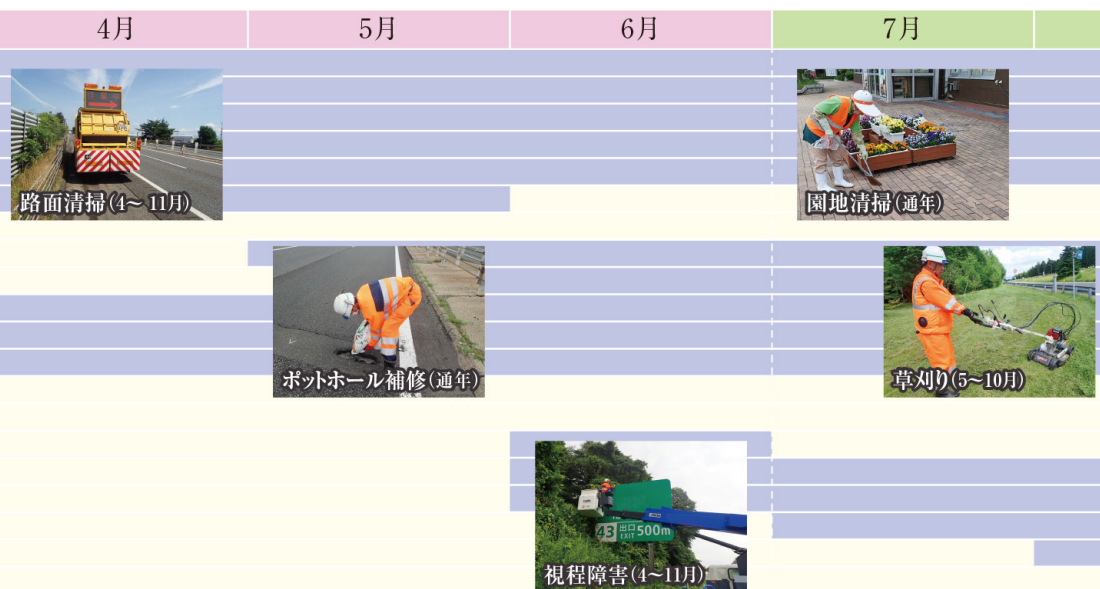 4月
5月
6月
7月
路面清掃(4〜11月)
園地清掃(通年)
ポットホール補修(通年)
草刈り(5〜10月)
43 出口 EXIT 500m
視程障害(4〜11月)